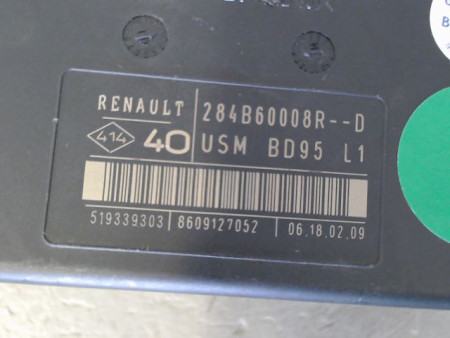 RENAULT 284B60008R--D
414 40 USM BD95 L1
519339303 8609127052 06.18.02.09